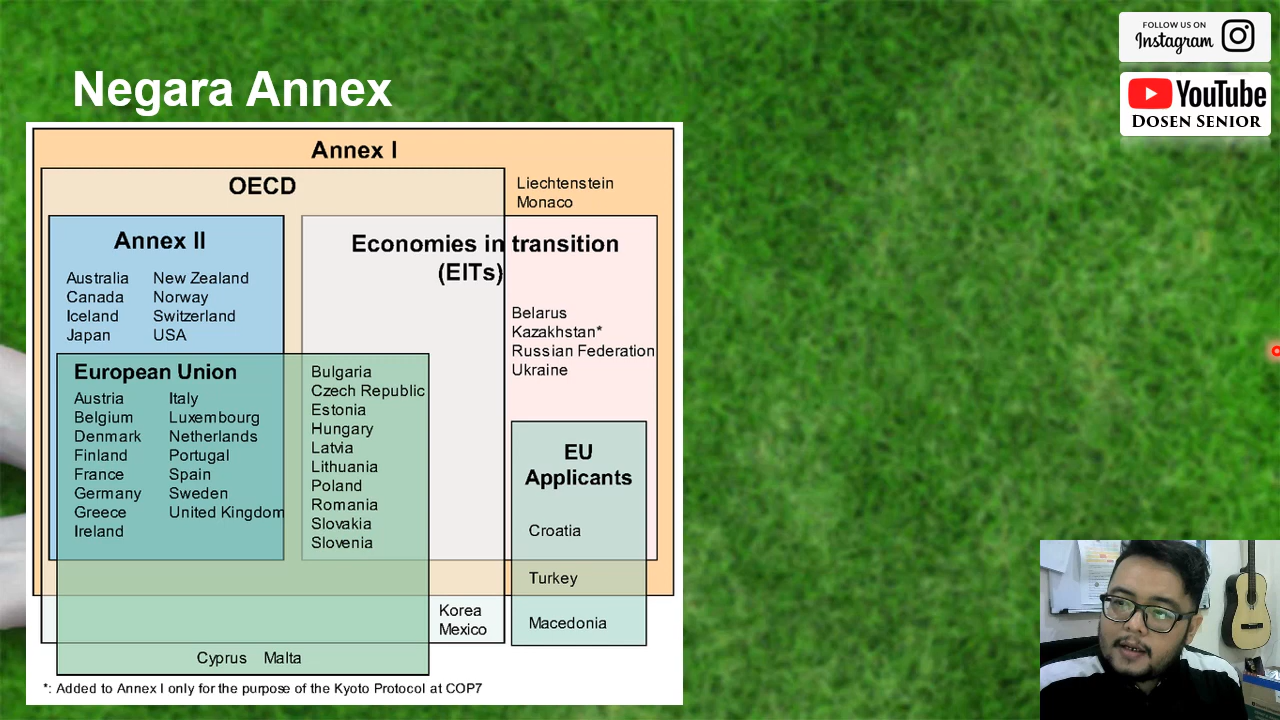 FOLLOW US ON
Instagram
YouTube
DOSEN SENIOR
Negara Annex
Annex I
OECD
Liechtenstein
Monaco
Annex II
Australia New Zealand
Canada Norway
Iceland Switzerland
Japan USA
Economies in transition
(EITs)
Belarus
Kazakhstan*
Russian Federation
Ukraine
European Union
Austria Italy
Belgium Luxembourg
Denmark Netherlands
Finland Portugal
France Spain
Germany Sweden
Greece United Kingdom
Ireland
Bulgaria
Czech Republic
Estonia
Hungary
Latvia
Lithuania
Poland
Romania
Slovakia
Slovenia
EU
Applicants
Croatia
Turkey
Macedonia
Korea
Mexico
Cyprus Malta
*: Added to Annex I only for the purpose of the Kyoto Protocol at COP7